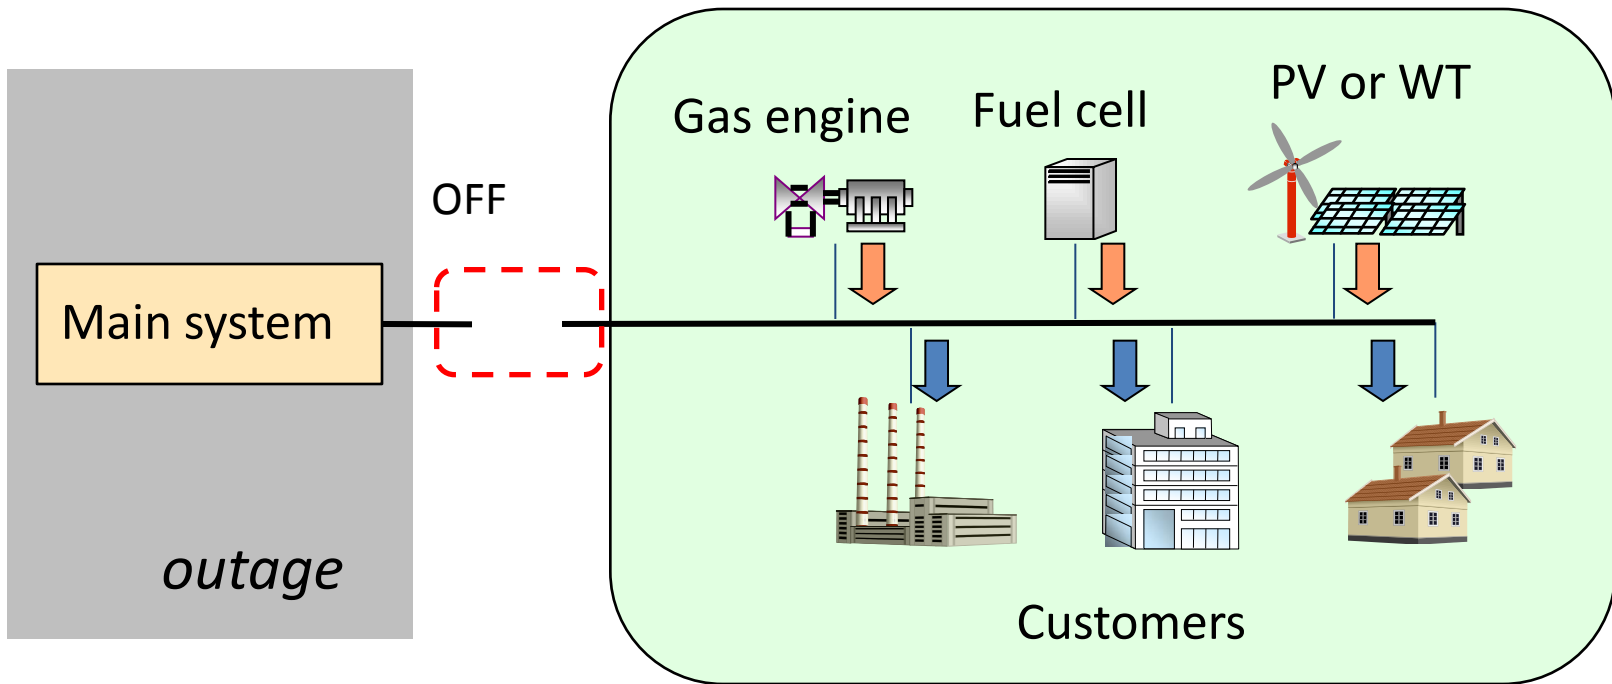 PV or WT
Gas engine
Fuel cell
OFF
Main system
outage
Customers